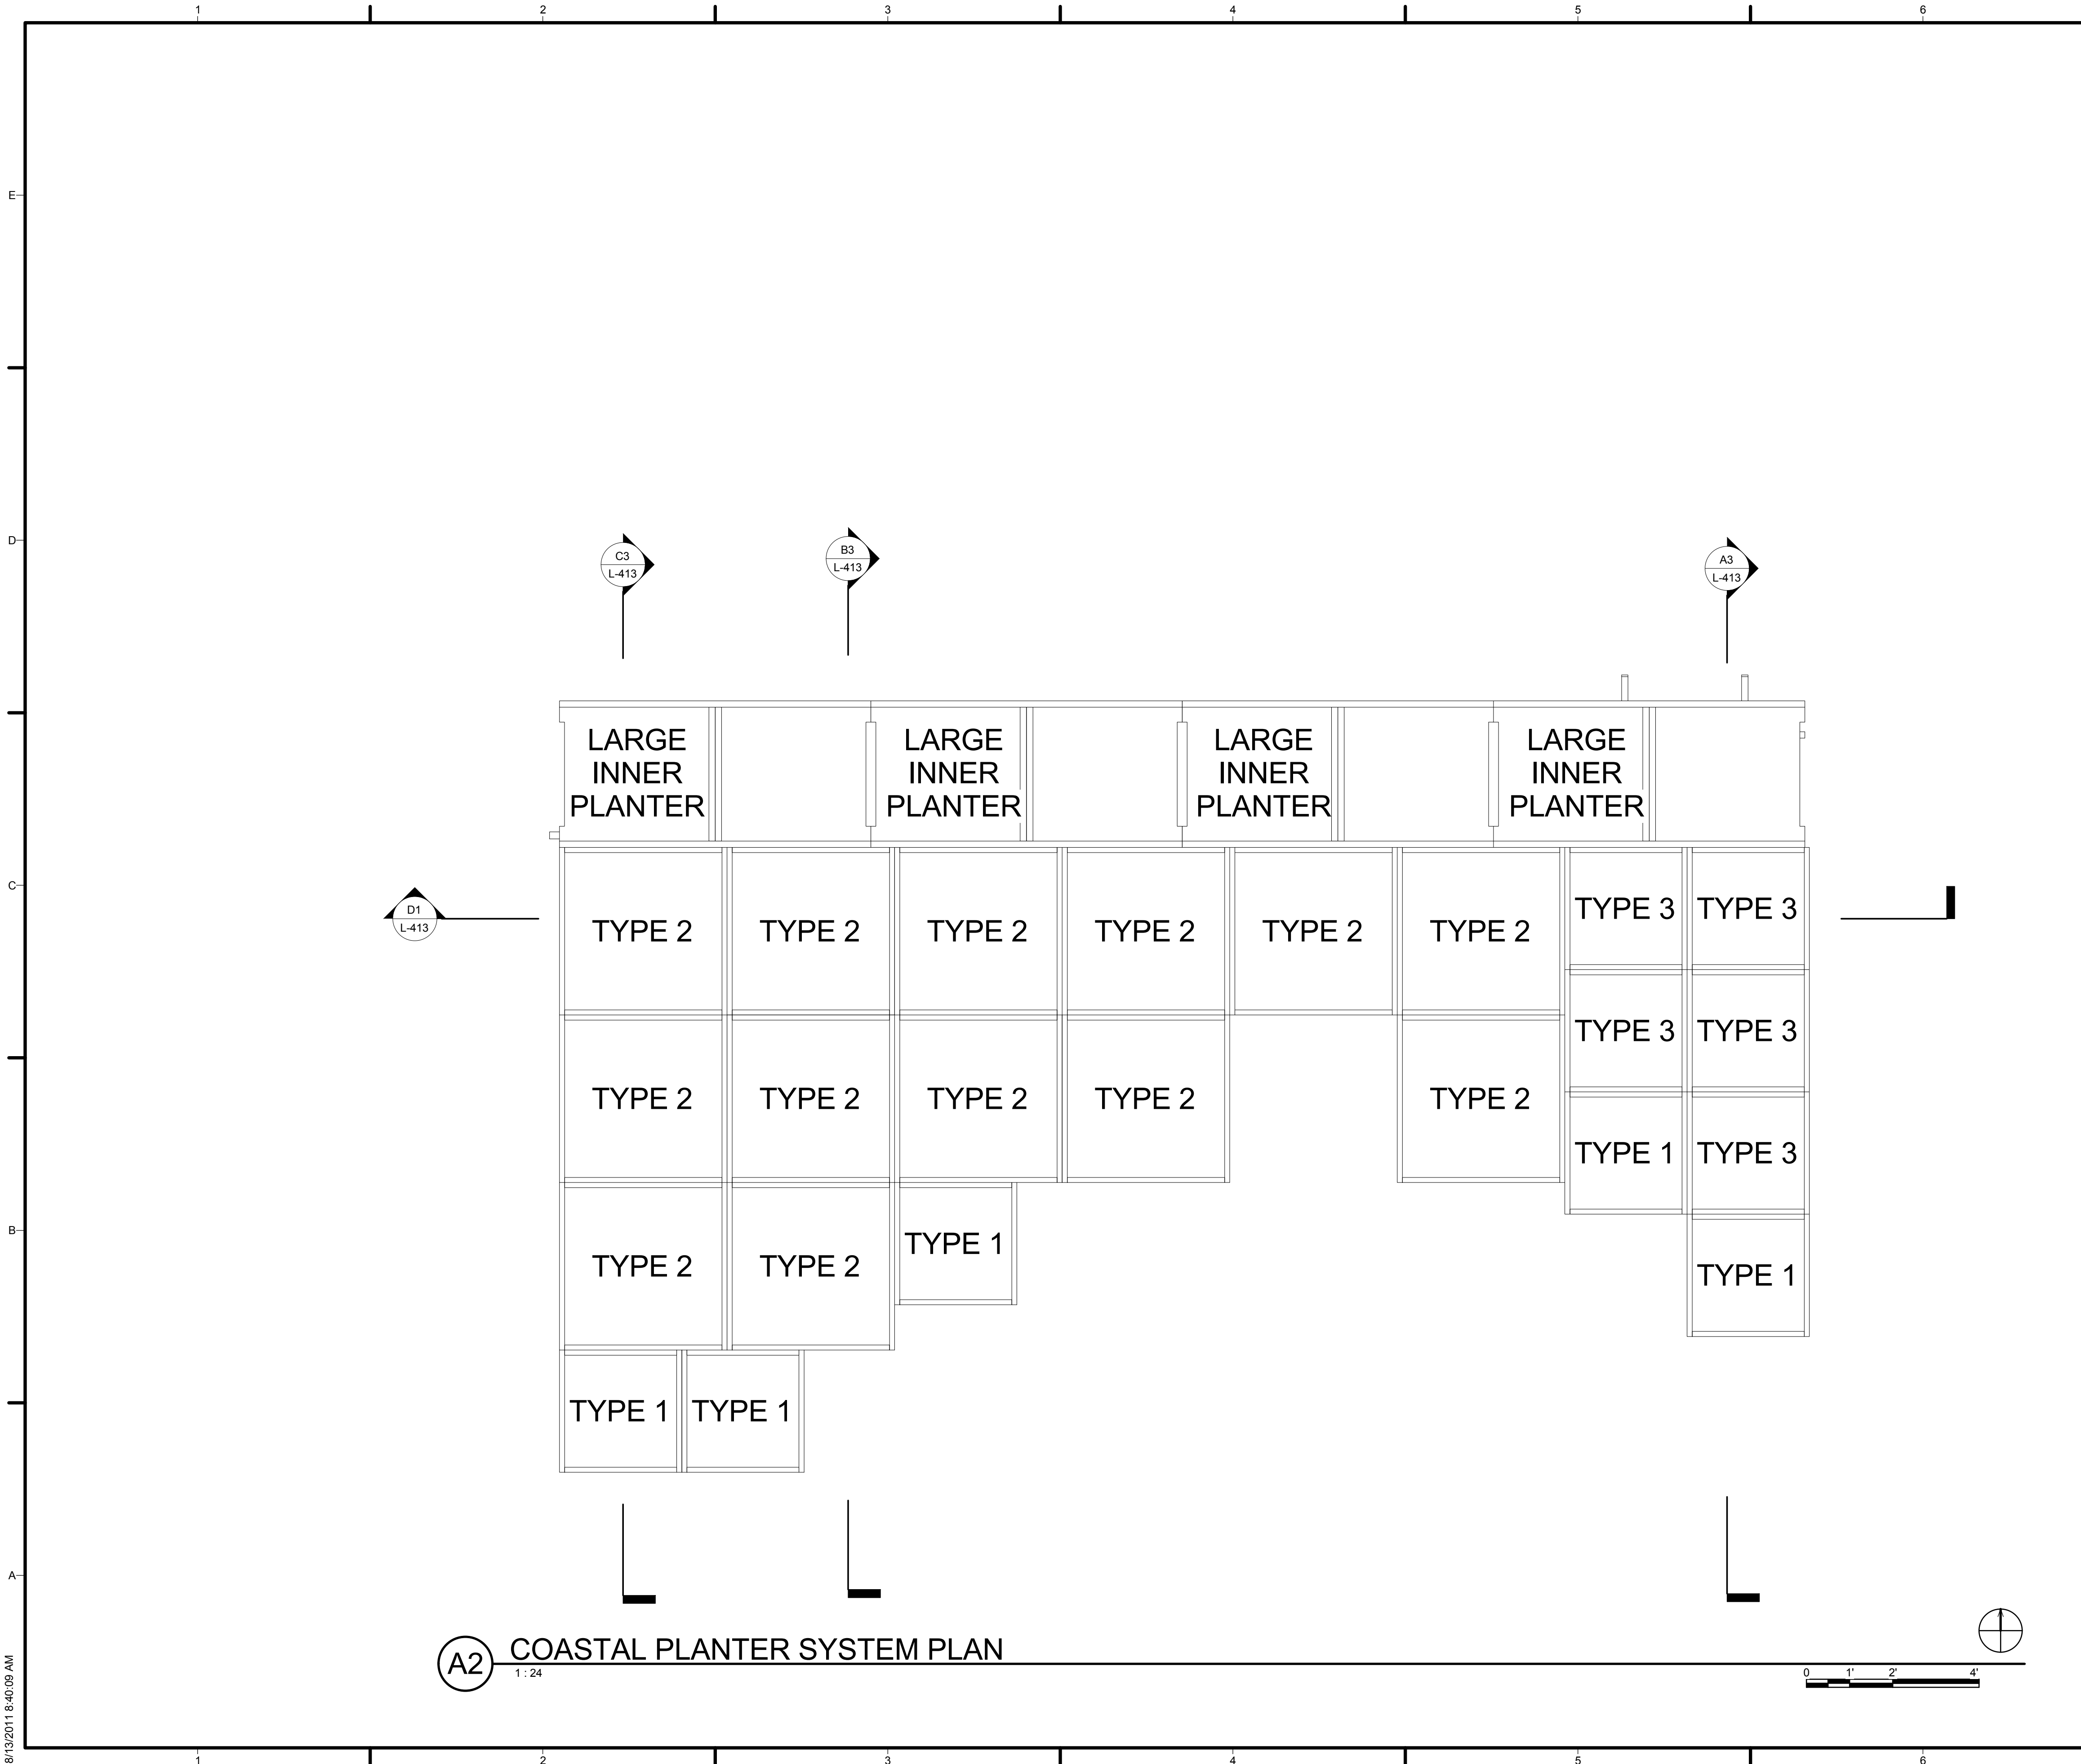 1 2 3 4 5 6
E
D
C3
L-413
B3
L-413
A3
L-413
LARGE
INNER
PLANTER
LARGE
INNER
PLANTER
LARGE
INNER
PLANTER
LARGE
INNER
PLANTER
C
D1
L-413
TYPE 2 TYPE 2 TYPE 2 TYPE 2 TYPE 2 TYPE 2 TYPE 3 TYPE 3
TYPE 3 TYPE 3
TYPE 2 TYPE 2 TYPE 2 TYPE 2 TYPE 2
TYPE 1 TYPE 3
B
TYPE 2 TYPE 2 TYPE 1
TYPE 1
TYPE 1 TYPE 1
A
A2
COASTAL PLANTER SYSTEM PLAN
1 : 24
0 1' 2' 4'
8/13/2011 8:40:09 AM
1 2 3 4 5 6